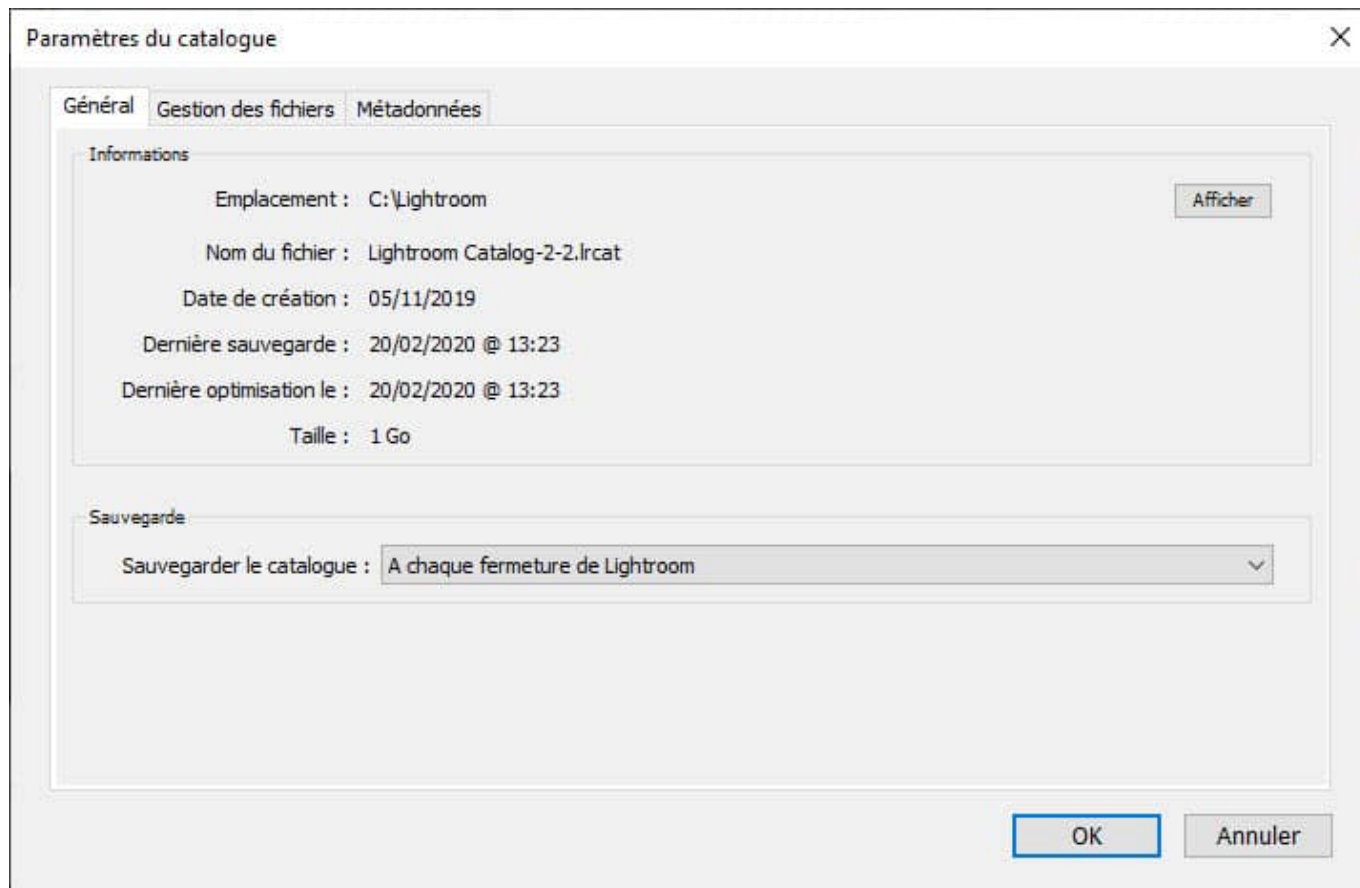 Paramètres du catalogue
Général Gestion des fichiers Métadonnées
Informations
Emplacement : C:\Lightroom Afficher
Nom du fichier : Lightroom Catalog-2-2.lrcat
Date de création : 05/11/2019
Dernière sauvegarde : 20/02/2020 @ 13:23
Dernière optimisation le : 20/02/2020 @ 13:23
Taille : 1 Go
Sauvegarde
Sauvegarder le catalogue : A chaque fermeture de Lightroom
OK Annuler